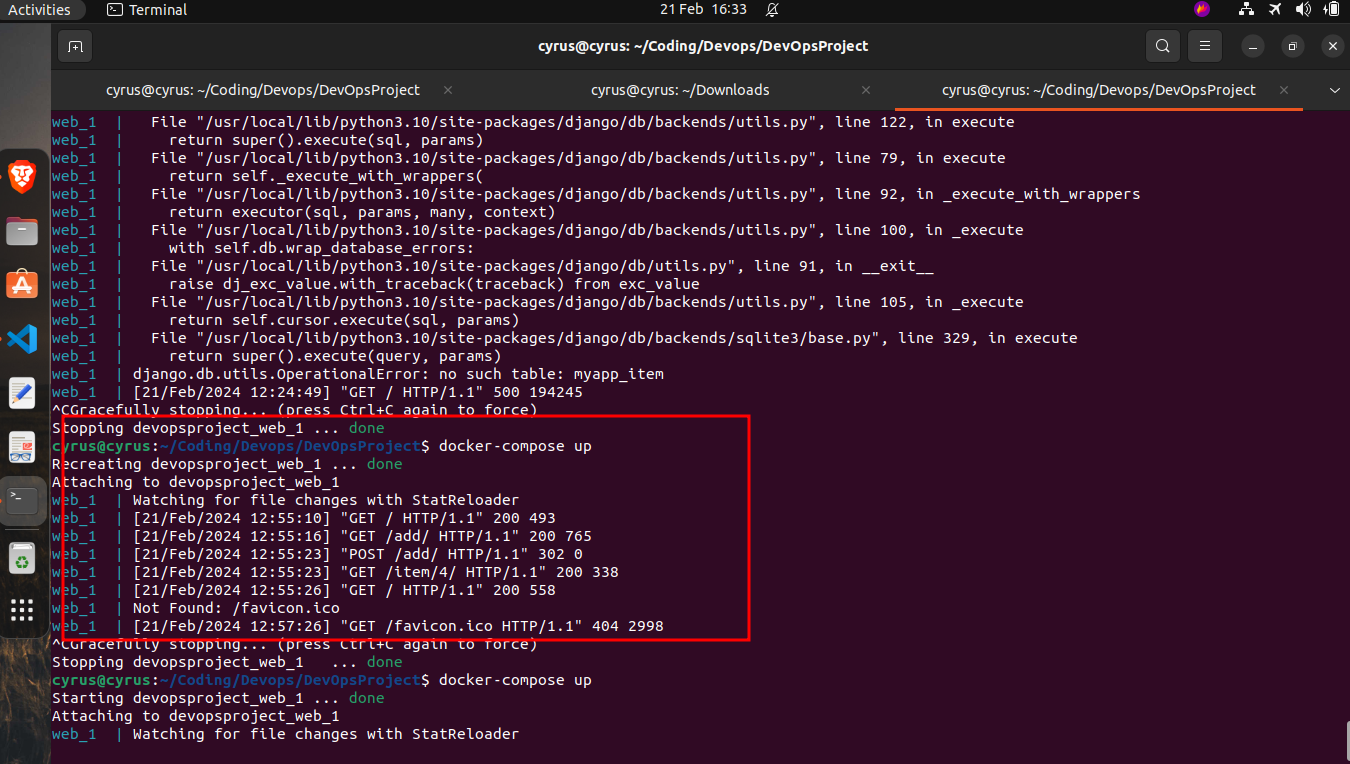 Activities Terminal 21 Feb 16:33
cyrus@cyrus: ~/Coding/Devops/DevOpsProject
cyrus@cyrus: ~/Coding/Devops/DevOpsProject cyrus@cyrus: ~/Downloads cyrus@cyrus: ~/Coding/Devops/DevOpsProject
web_1  |   File "/usr/local/lib/python3.10/site-packages/django/db/backends/utils.py", line 122, in execute
web_1  |     return super().execute(sql, params)
web_1  |   File "/usr/local/lib/python3.10/site-packages/django/db/backends/utils.py", line 79, in execute
web_1  |     return self._execute_with_wrappers(
web_1  |   File "/usr/local/lib/python3.10/site-packages/django/db/backends/utils.py", line 92, in _execute_with_wrappers
web_1  |     return executor(sql, params, many, context)
web_1  |   File "/usr/local/lib/python3.10/site-packages/django/db/backends/utils.py", line 100, in _execute
web_1  |     with self.db.wrap_database_errors:
web_1  |   File "/usr/local/lib/python3.10/site-packages/django/db/utils.py", line 91, in __exit__
web_1  |     raise dj_exc_value.with_traceback(traceback) from exc_value
web_1  |   File "/usr/local/lib/python3.10/site-packages/django/db/backends/utils.py", line 105, in _execute
web_1  |     return self.cursor.execute(sql, params)
web_1  |   File "/usr/local/lib/python3.10/site-packages/django/db/backends/sqlite3/base.py", line 329, in execute
web_1  |     return super().execute(query, params)
web_1  | django.db.utils.OperationalError: no such table: myapp_item
web_1  | [21/Feb/2024 12:24:49] "GET / HTTP/1.1" 500 194245
^CGracefully stopping... (press Ctrl+C again to force)
Stopping devopsproject_web_1 ... done
cyrus@cyrus:~/Coding/Devops/DevOpsProject$ docker-compose up
Recreating devopsproject_web_1 ... done
Attaching to devopsproject_web_1
web_1  | Watching for file changes with StatReloader
web_1  | [21/Feb/2024 12:55:10] "GET / HTTP/1.1" 200 493
web_1  | [21/Feb/2024 12:55:16] "GET /add/ HTTP/1.1" 200 765
web_1  | [21/Feb/2024 12:55:23] "POST /add/ HTTP/1.1" 302 0
web_1  | [21/Feb/2024 12:55:23] "GET /item/4/ HTTP/1.1" 200 338
web_1  | [21/Feb/2024 12:55:26] "GET / HTTP/1.1" 200 558
web_1  | Not Found: /favicon.ico
web_1  | [21/Feb/2024 12:57:26] "GET /favicon.ico HTTP/1.1" 404 2998
^CGracefully stopping... (press Ctrl+C again to force)
Stopping devopsproject_web_1   ... done
cyrus@cyrus:~/Coding/Devops/DevOpsProject$ docker-compose up
Starting devopsproject_web_1 ... done
Attaching to devopsproject_web_1
web_1  | Watching for file changes with StatReloader